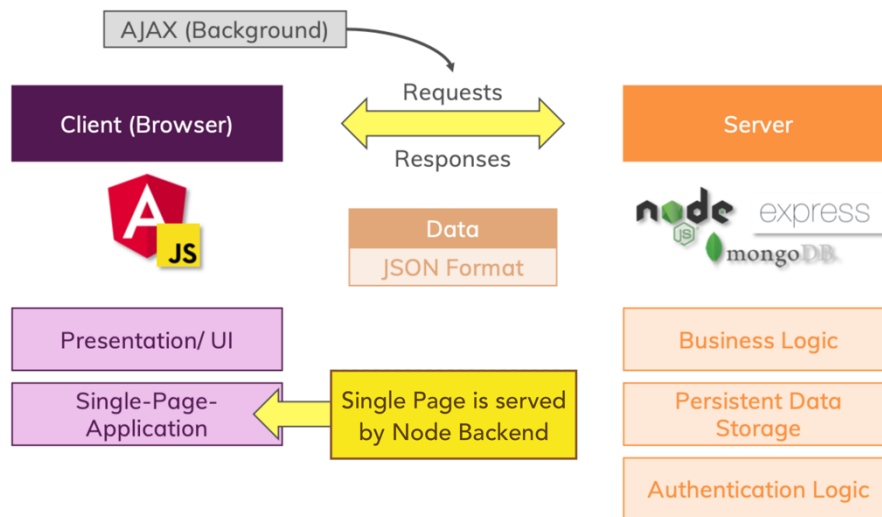 AJAX (Background)
Requests
Client (Browser)
Server
Responses
A
JS
node
JS
express
mongoDB
Data
JSON Format
Presentation/ UI
Business Logic
Single-Page-
Application
Single Page is served
by Node Backend
Persistent Data
Storage
Authentication Logic